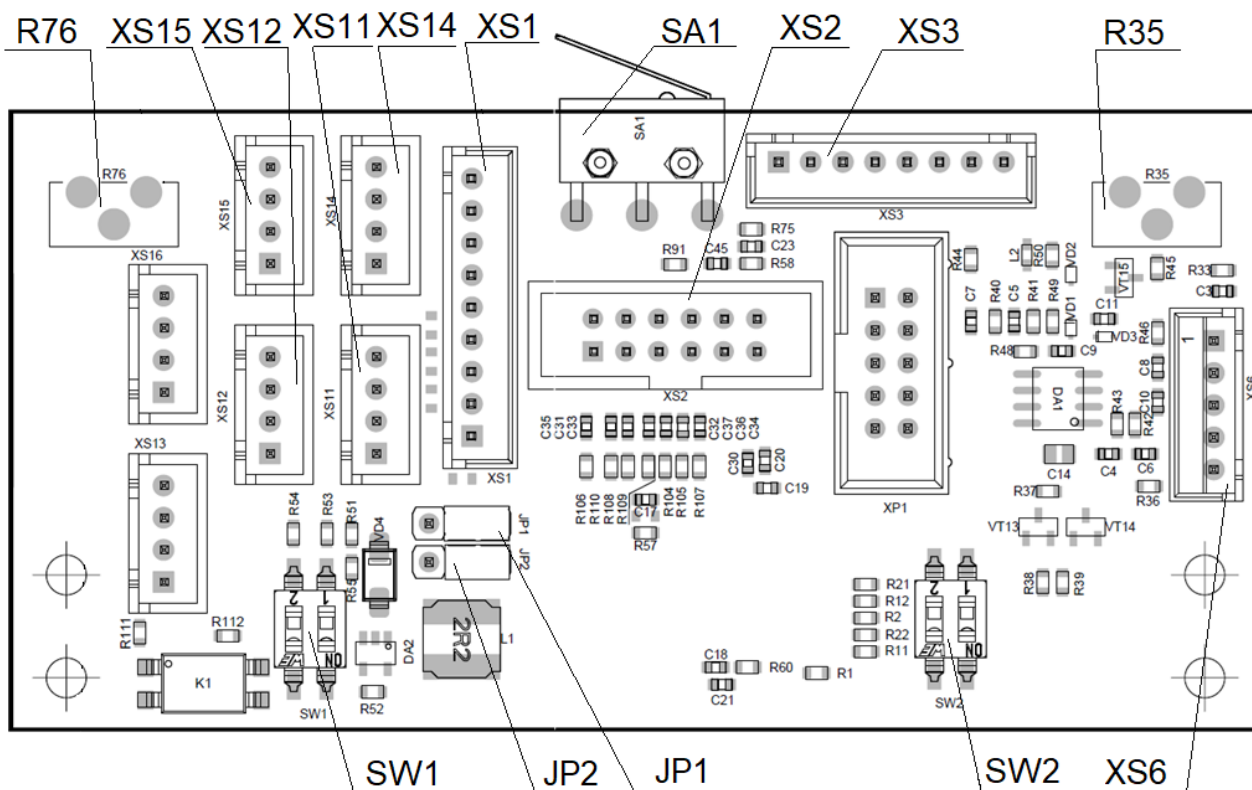 R76 XS15 XS12 XS11 XS14 XS1 SA1 XS2 XS3 R35
SA1
R76
XS15
XS14
XS3
R35
R75
C23
R58
R91
C45
R44
L2
R50
VD2
VT15
R45
R33
C3
XS16
C7
R40
C5
R41
R49
VD1
C11
VD3
R46
1
R48
C9
C8
XS6
XS12
XS11
XS2
DA1
C10
R43
R42
XS13
XS1
C35
C31
C33
C32
C37
C36
C34
C30
C20
C19
C14
C4
C6
R36
R37
XP1
R106
R110
R108
R109
R104
R105
R107
C17
R57
R54
R53
R51
VD4
JP1
JP2
VT13
VT14
R55
R38
R39
R21
R12
R2
R22
R11
2
1
ON
WE
2
1
ON
WE
R111
R112
DA2
2R2
L1
K1
R52
SW1
C18
R60
R1
C21
SW2
SW1 JP2 JP1 SW2 XS6